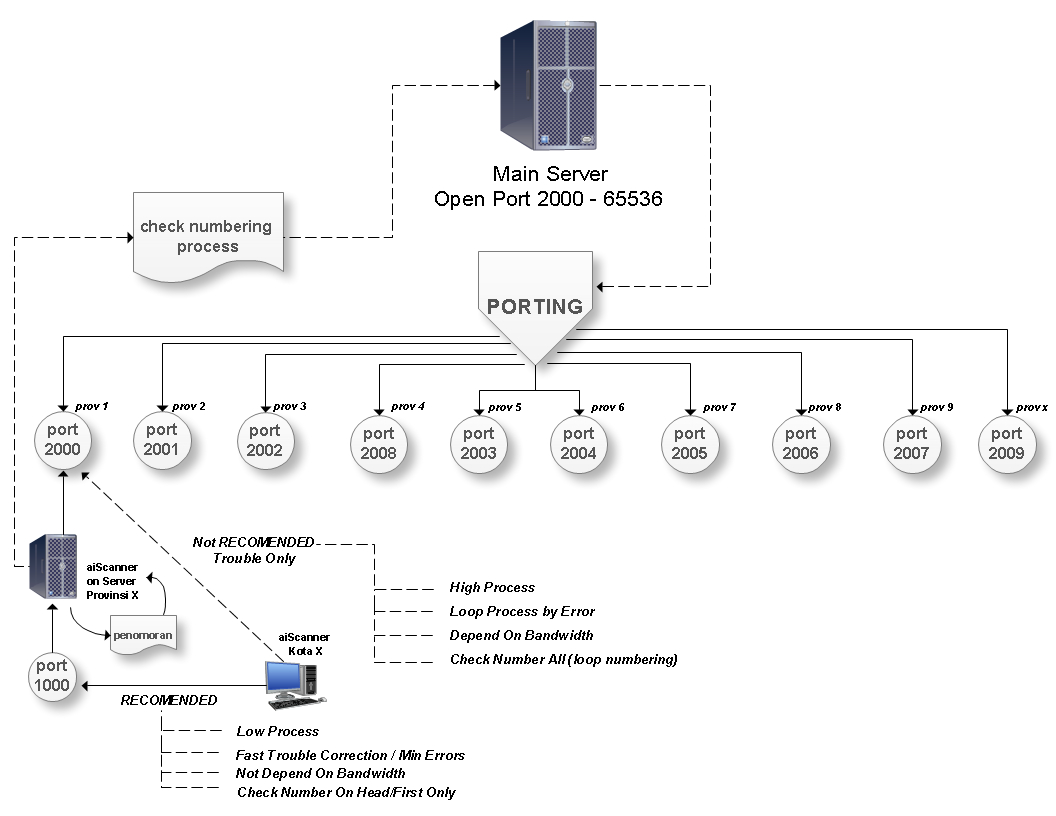 Main Server
Open Port 2000 - 65536
check numbering
process
PORTING
prov 1
prov 2
prov 3
prov 4
prov 5
prov 6
prov 7
prov 8
prov 9
prov x
port
2000
port
2001
port
2002
port
2008
port
2003
port
2004
port
2005
port
2006
port
2007
port
2009
Not RECOMENDED
Trouble Only
High Process
Loop Process by Error
Depend On Bandwidth
Check Number All (loop numbering)
aiScanner
on Server
Provinsi X
penomoran
aiScanner
Kota X
port
1000
RECOMENDED
Low Process
Fast Trouble Correction / Min Errors
Not Depend On Bandwidth
Check Number On Head/First Only